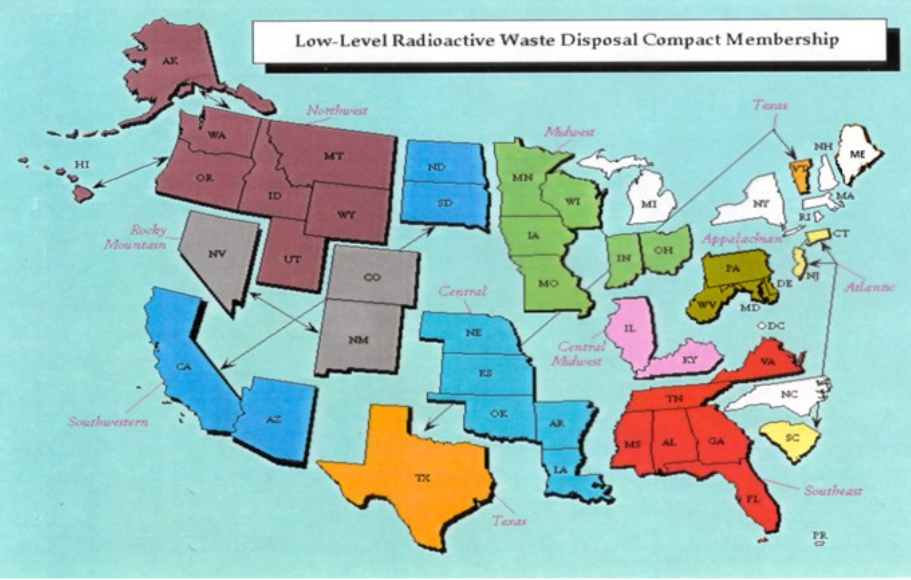 Low-Level Radioactive Waste Disposal Compact Membership
AK
Northwest
Texas
WA
Midwest
NH
ME
HI
MT
ND
MN
VT
OR
ID
SD
WI
MI
NY
MA
WY
RI
Rocky
Mountain
NV
UT
CO
IA
IN
OH
Appalachian
CT
PA
NJ
DE
Atlantic
MO
WV
MD
Central
NM
NE
IL
DC
Central
Midwest
KY
VA
CA
KS
TN
NC
Southwestern
AZ
OK
AR
MS
AL
GA
SC
TX
LA
FL
Southeast
Texas
PR